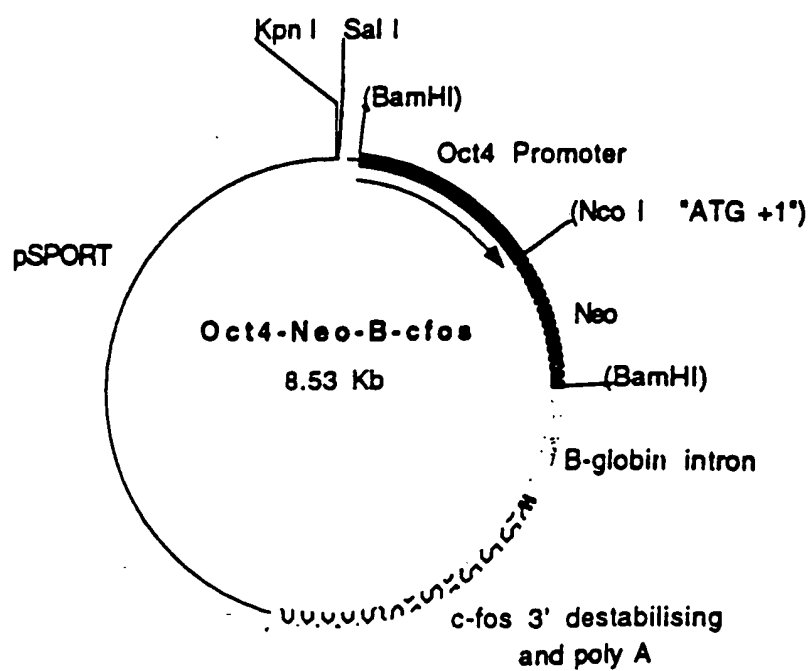 Kpn I
Sal I
(BamHI)
Oct4 Promoter
(Nco I "ATG +1")
pSPORT
Neo
Oct4-Neo-B-cfos
8.53 Kb
(BamHI)
B-globin intron
c-fos 3' destabilising
and poly A